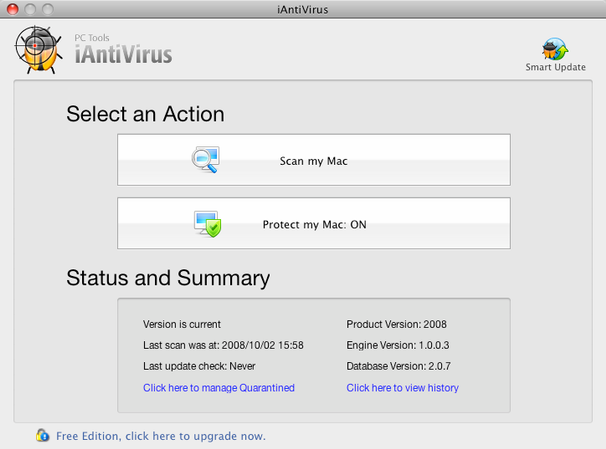 iAntiVirus
PC Tools
iAntiVirus
Smart Update
Select an Action
Scan my Mac
Protect my Mac: ON
Status and Summary
Version is current
Last scan was at: 2008/10/02 15:58
Last update check: Never
Click here to manage Quarantined
Product Version: 2008
Engine Version: 1.0.0.3
Database Version: 2.0.7
Click here to view history
Free Edition, click here to upgrade now.